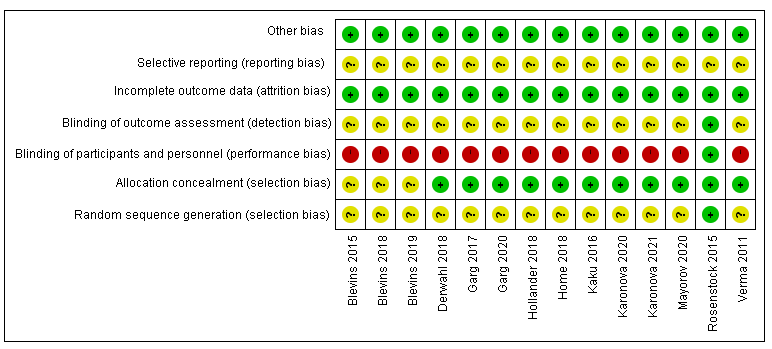 Other bias + + + + + + + + + + + + + +
Selective reporting (reporting bias) ? ? ? ? ? ? ? ? ? ? ? ? ? ?
Incomplete outcome data (attrition bias) + + + + + + + + + + + + + +
Blinding of outcome assessment (detection bias) ? ? ? ? ? ? ? ? ? ? ? ? + ?
Blinding of participants and personnel (performance bias) - - - - - - - - - - - - + -
Allocation concealment (selection bias) ? ? ? + + + + + + + + + + +
Random sequence generation (selection bias) ? ? ? ? ? ? ? ? ? ? ? ? + ?
Blevins 2015
Blevins 2018
Blevins 2019
Derwahl 2018
Garg 2017
Garg 2020
Hollander 2018
Home 2018
Kaku 2016
Karonova 2020
Karonova 2021
Mayorov 2020
Rosenstock 2015
Verma 2011